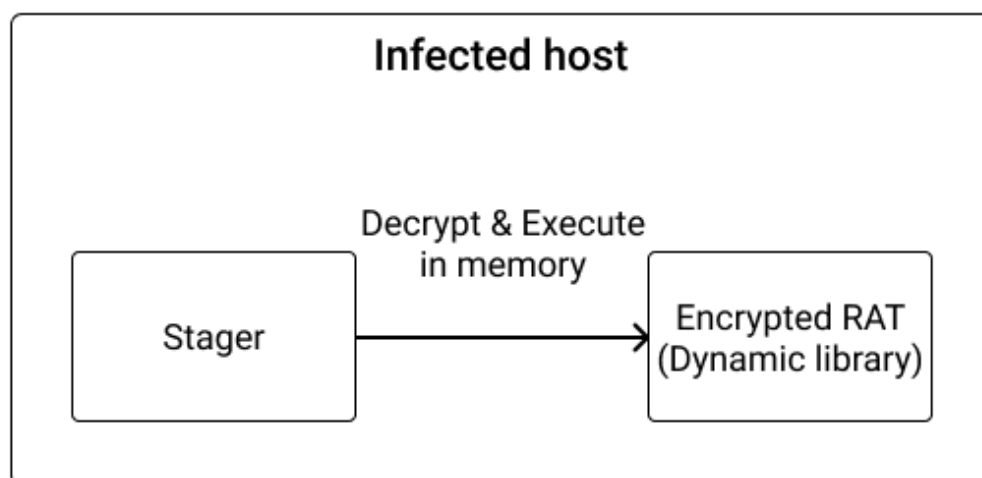 Infected host
Decrypt & Execute
in memory
Stager
Encrypted RAT
(Dynamic library)